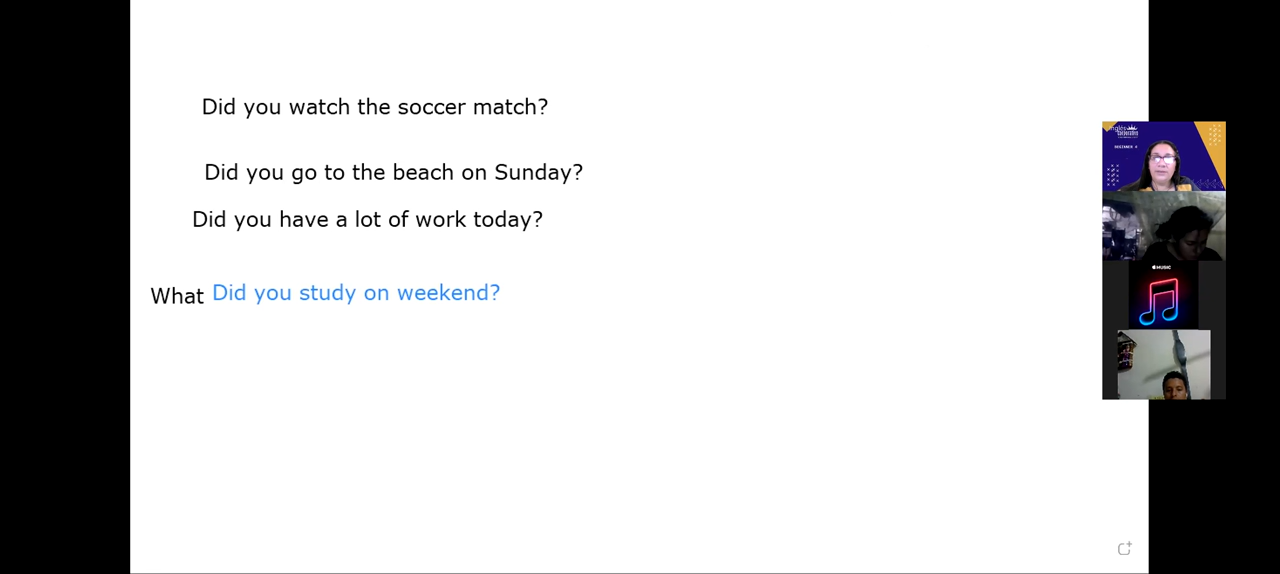 Did you watch the soccer match?
Did you go to the beach on Sunday?
Did you have a lot of work today?
What Did you study on weekend?
MUSIC